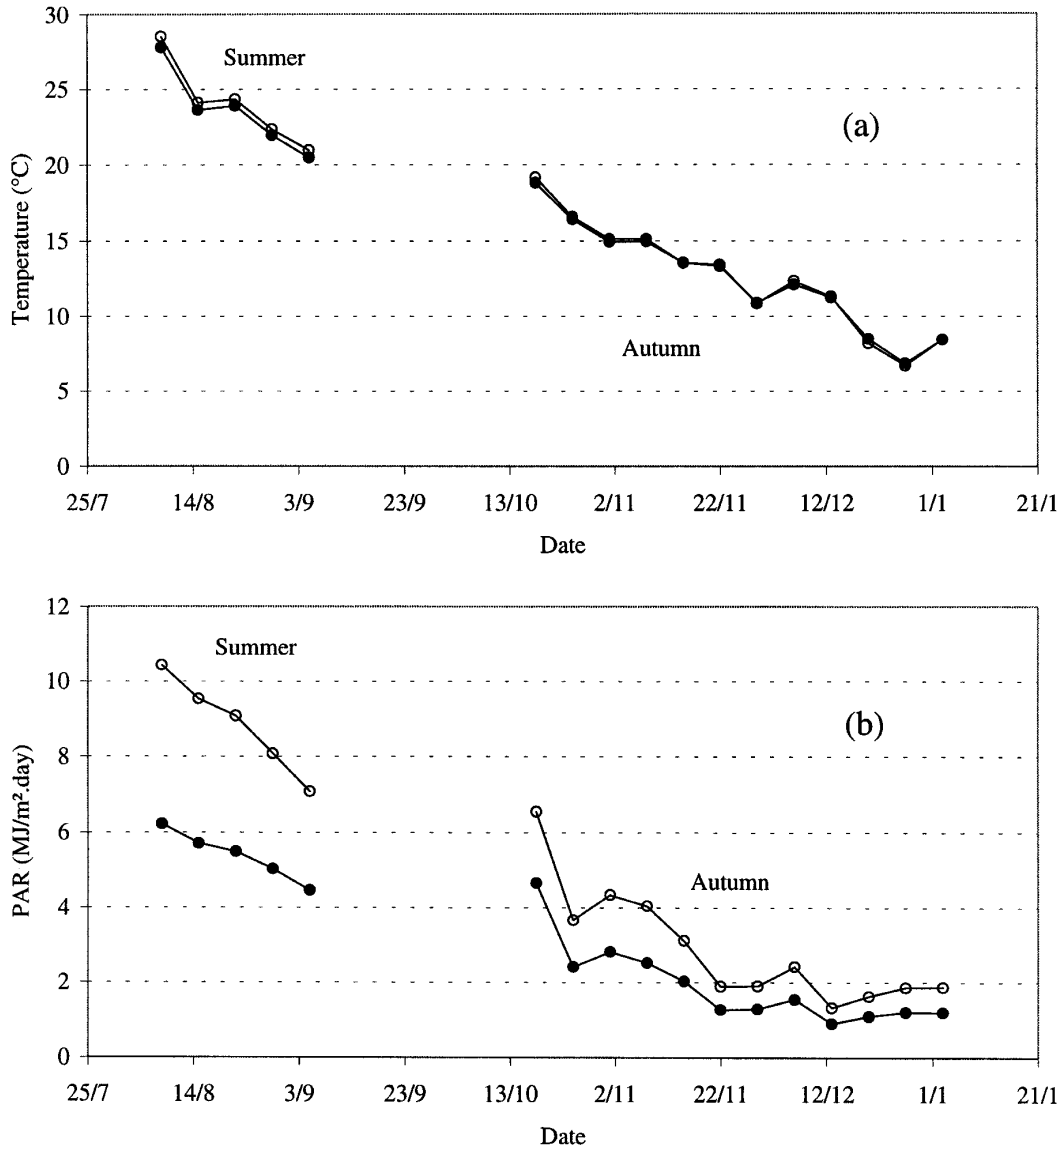 30
Summer
25
(a)
20
Temperature (°C)
15
10
Autumn
5
0
25/7 14/8 3/9 23/9 13/10 2/11 22/11 12/12 1/1 21/1
Date
12
Summer
10
(b)
8
PAR (MJ/m².day)
6
Autumn
4
2
0
25/7 14/8 3/9 23/9 13/10 2/11 22/11 12/12 1/1 21/1
Date